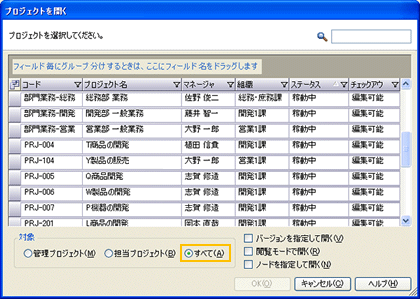 プロジェクトを開く
プロジェクトを選択してください。
フィールド毎にグループ分けするときは、ここにフィールド名をドラッグします
コード プロジェクト名 マネージャ 組織 ステータス チェックアウ
部門業務-総務 総務部 業務 佐野 俊二 総務・庶務課 稼動中 編集可能
部門業務-開発 開発部 一般業務 藤井 智一 開発1課 稼動中 編集可能
部門業務-営業 営業部 一般業務 大野 一郎 営業1課 稼動中 編集可能
PRJ-004 T商品の開発 植田 信貴 開発1課 稼動中 編集可能
PRJ-104 Y製品の販売 大野 一郎 営業1課 稼動中 編集可能
PRJ-005 Q商品開発 志賀 修造 開発1課 稼動中 編集可能
PRJ-006 W製品の開発 志賀 修造 開発1課 稼動中 編集可能
PRJ-007 P機器の開発 志賀 修造 開発1課 稼動中 編集可能
PRJ-201 L商品の開発 岡本 直哉 開発1課 稼動中 編集可能
対象
管理プロジェクト(M) 担当プロジェクト(B) すべて(A)
バージョンを指定して開く(V)
閲覧モードで開く(R)
ノードを指定して開く(N)
OK(O) キャンセル(C) ヘルプ(H)